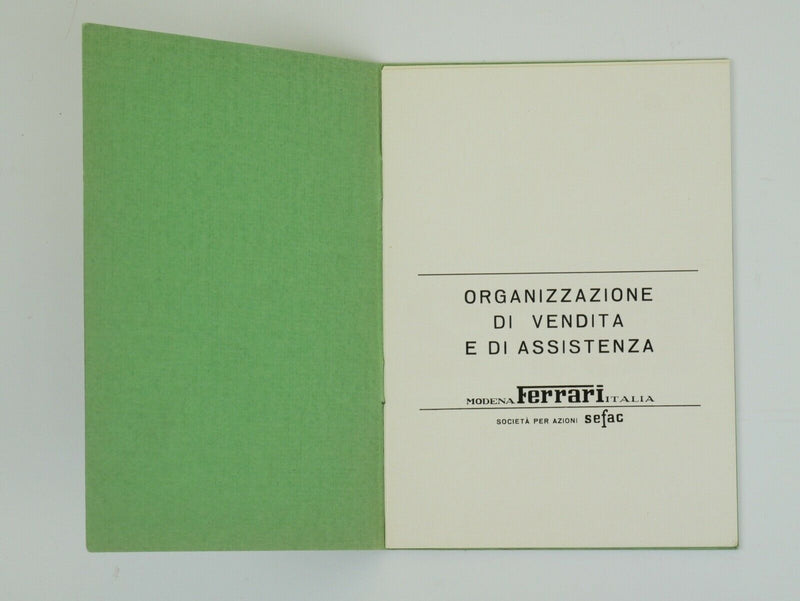 ORGANIZZAZIONE
DI VENDITA
E DI ASSISTENZA
MODENA Ferrari ITALIA
SOCIETÀ PER AZIONI sefac